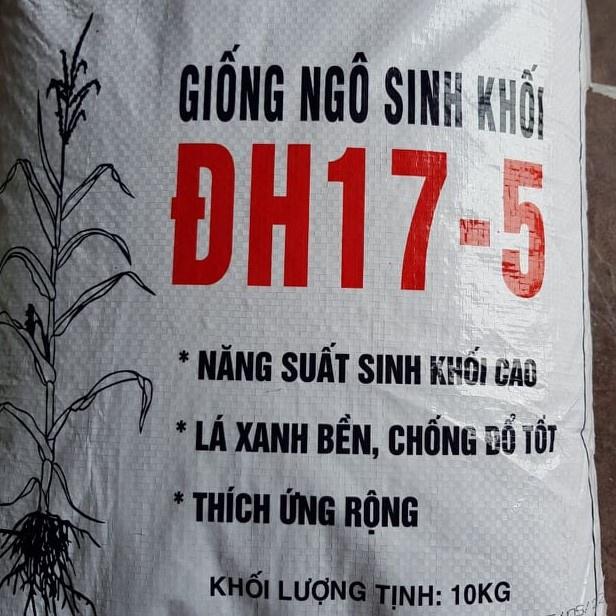 GIỐNG NGÔ SINH KHỐI
ĐH17-5
* NĂNG SUẤT SINH KHỐI CAO
* LÁ XANH BỀN, CHỐNG ĐỔ TỐT
* THÍCH ỨNG RỘNG
KHỐI LƯỢNG TỊNH: 10KG